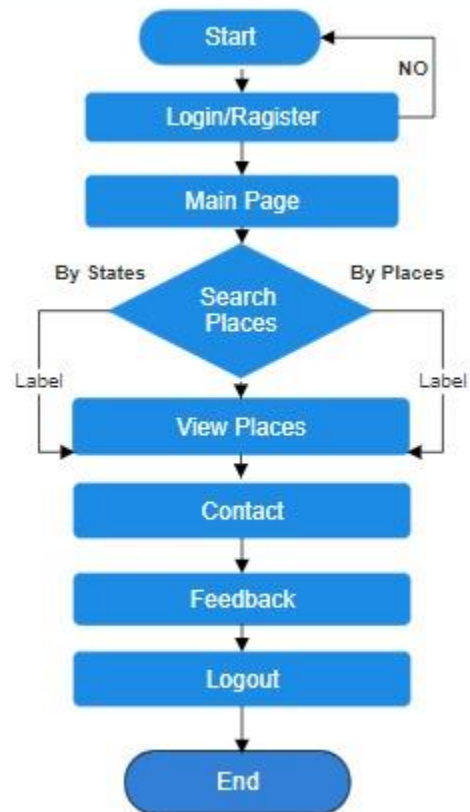 Start
NO
Login/Ragister
Main Page
By States
By Places
Search
Places
Label
Label
View Places
Contact
Feedback
Logout
End